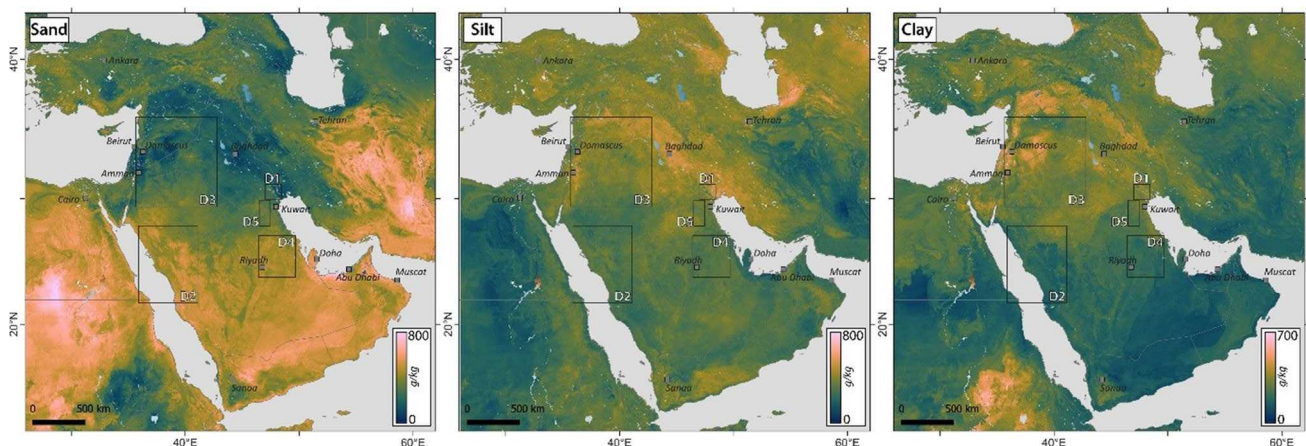 Sand
Ankara
40°N
Tehran
Beirut
Damascus
Baghdad
Amman
D1
Cairo
D3
Kuwait
D5
D4
Riyadh
Doha
Abu Dhabi
Muscat
D2
20°N
800
g/kg
0
Sanaa
0 500 km
40°E
60°E
Silt
Ankara
Tehran
Beirut
Damascus
Baghdad
Amman
D1
Cairo
D3
Kuwait
D5
D4
Riyadh
Doha
Abu Dhabi
Muscat
D2
800
g/kg
0
Sanaa
0 500 km
40°E
60°E
Clay
40°N
Ankara
Tehran
Beirut
Damascus
Baghdad
Amman
D1
Cairo
D3
Kuwait
D5
D4
Riyadh
Doha
Abu Dhabi
Muscat
D2
20°N
700
g/kg
0
Sanaa
0 500 km
40°E
60°E